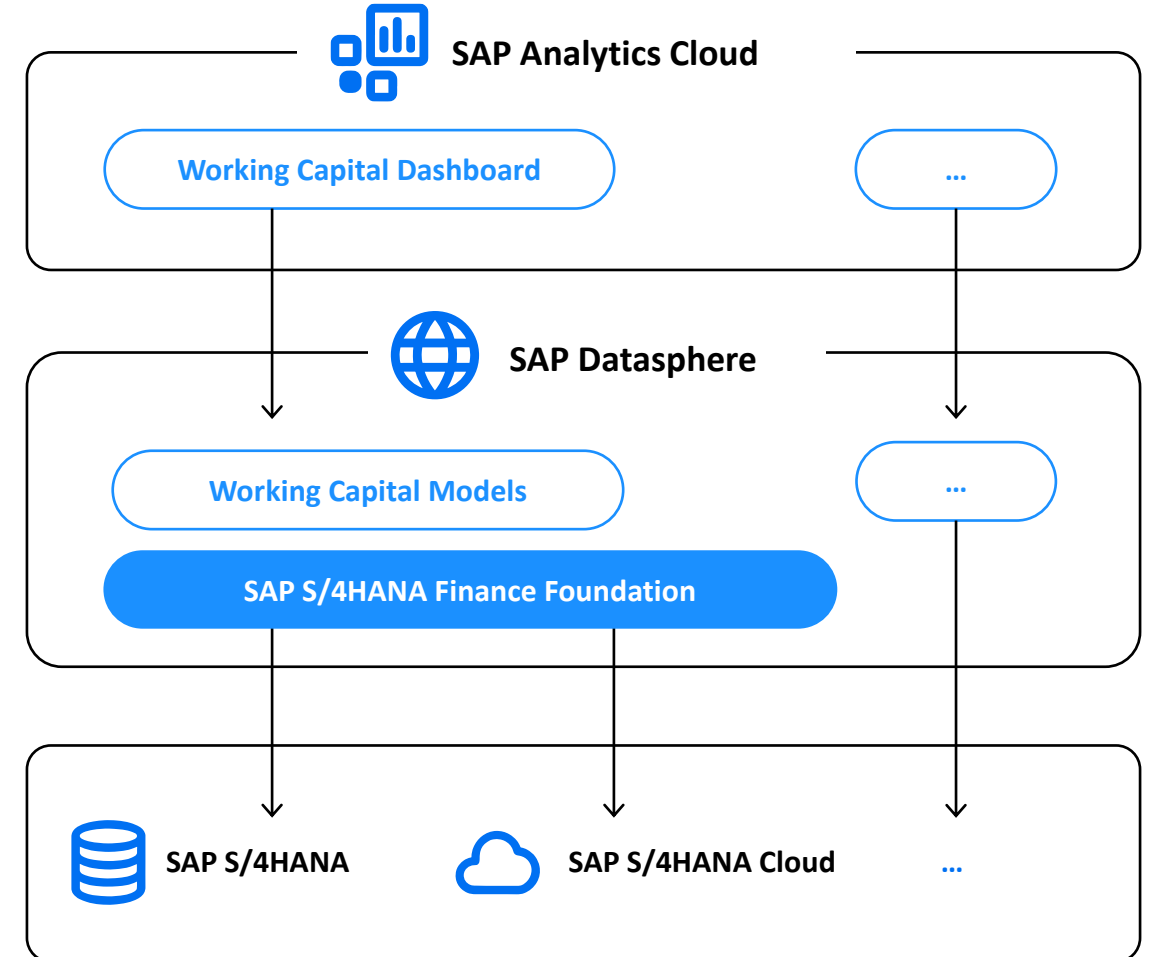 SAP Analytics Cloud
Working Capital Dashboard
...
SAP Datasphere
Working Capital Models
...
SAP S/4HANA Finance Foundation
SAP S/4HANA
SAP S/4HANA Cloud
...